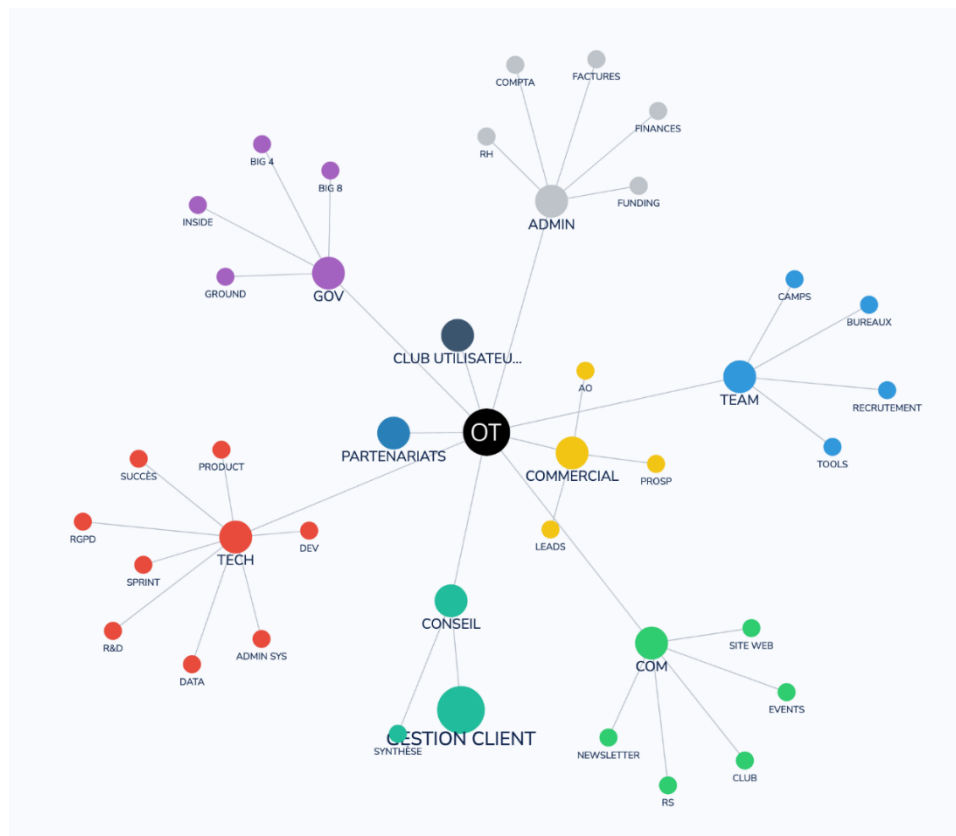 COMPTA
FACTURES
FINANCES
RH
FUNDING
ADMIN
BIG 4
BIG 8
INSIDE
GROUND
GOV
CLUB UTILISATEU...
CAMPS
BUREAUX
RECRUTEMENT
TOOLS
TEAM
OT
PARTENARIATS
AO
COMMERCIAL
PROSP
LEADS
SUCCÈS
PRODUCT
RGPD
SPRINT
DEV
TECH
R&D
DATA
ADMIN SYS
CONSEIL
SYNTHÈSE
GESTION CLIENT
COM
SITE WEB
EVENTS
CLUB
RS
NEWSLETTER